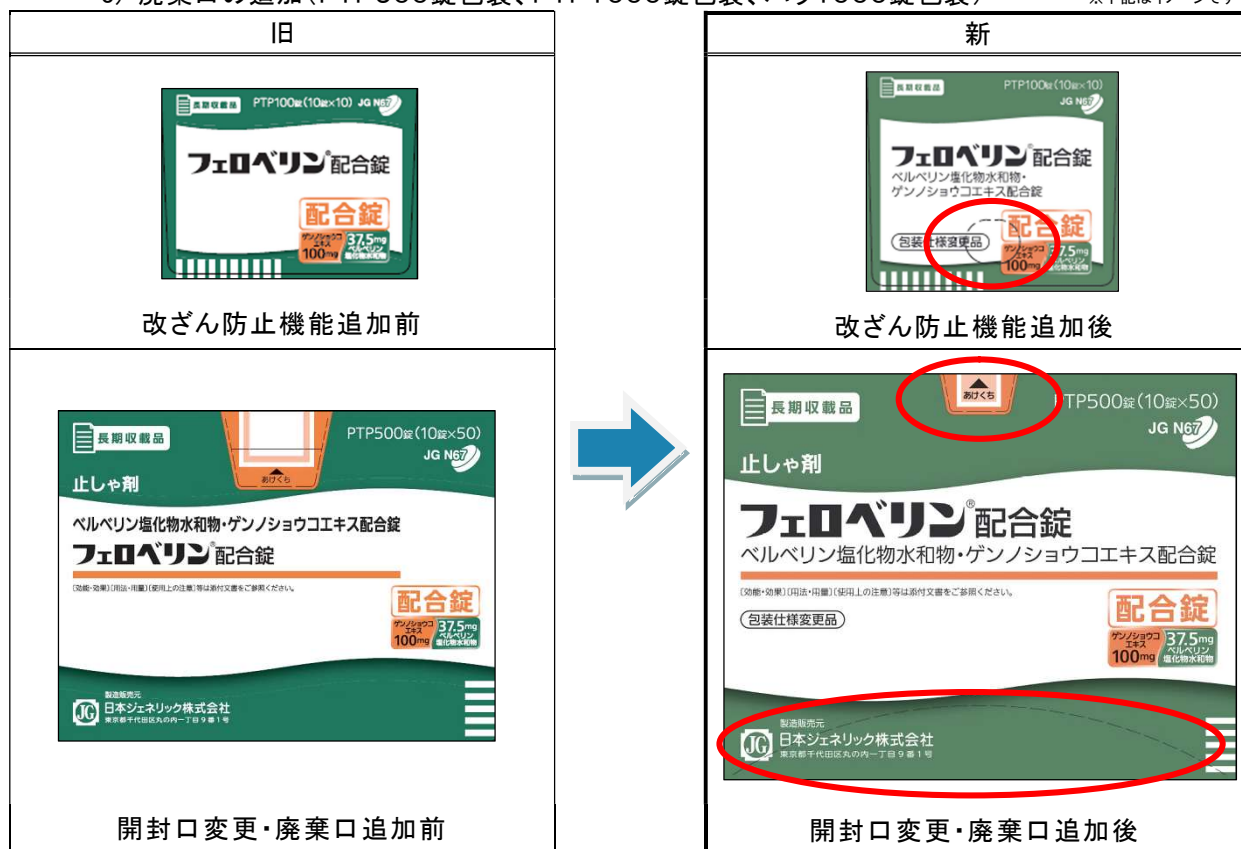 旧
新
長期収載品
PTP100錠(10錠×10) JG N67
フェロベリン®配合錠
配合錠
ゲンノショウコ
エキス
100mg
37.5mg
ベルベリン
塩化物水和物
改ざん防止機能追加前
長期収載品
PTP100錠(10錠×10)
JG N67
フェロベリン®配合錠
ベルベリン塩化物水和物・
ゲンノショウコエキス配合錠
包装仕様変更品
配合錠
ゲンノショウコ
エキス
100mg
37.5mg
ベルベリン
塩化物水和物
改ざん防止機能追加後
長期収載品
あけくち
PTP500錠(10錠×50)
JG N67
止しゃ剤
ベルベリン塩化物水和物・ゲンノショウコエキス配合錠
フェロベリン®配合錠
〔効能・効果〕〔用法・用量〕〔使用上の注意〕等は添付文書をご参照ください。
配合錠
ゲンノショウコ
エキス
100mg
37.5mg
ベルベリン
塩化物水和物
製造販売元
JG 日本ジェネリック株式会社
東京都千代田区丸の内一丁目9番1号
開封口変更・廃棄口追加前
長期収載品
あけくち
PTP500錠(10錠×50)
JG N67
止しゃ剤
フェロベリン®配合錠
ベルベリン塩化物水和物・ゲンノショウコエキス配合錠
〔効能・効果〕〔用法・用量〕〔使用上の注意〕等は添付文書をご参照ください。
包装仕様変更品
配合錠
ゲンノショウコ
エキス
100mg
37.5mg
ベルベリン
塩化物水和物
製造販売元
JG 日本ジェネリック株式会社
東京都千代田区丸の内一丁目9番1号
開封口変更・廃棄口追加後